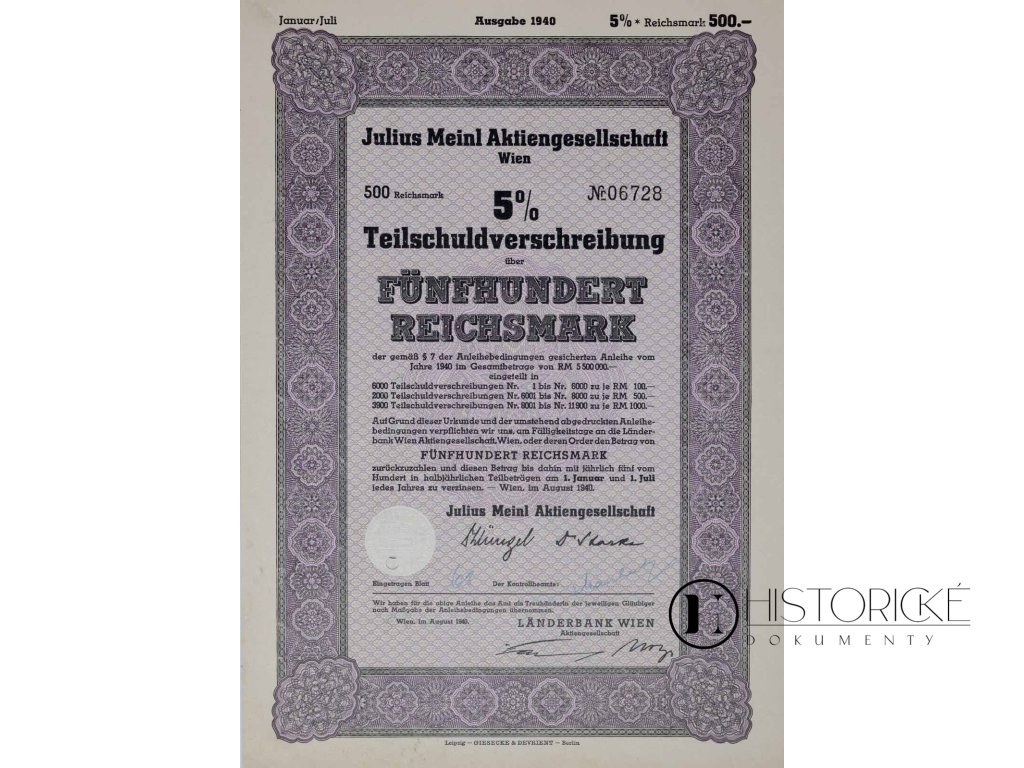 Januar/Juli Ausgabe 1940 5% * Reichsmark 500.—
Julius Meinl Aktiengesellschaft
Wien
500 Reichsmark № 06728
5%
Teilschuldverschreibung
über
FÜNFHUNDERT
REICHSMARK
der gemäß § 7 der Anleihebedingungen gesicherten Anleihe vom
Jahre 1940 im Gesamtbetrage von RM 5 500 000.—
eingeteilt in
6000 Teilschuldverschreibungen Nr. 1 bis Nr. 6000 zu je RM 100.—
2000 Teilschuldverschreibungen Nr. 6001 bis Nr. 8000 zu je RM 500.—
3900 Teilschuldverschreibungen Nr. 8001 bis Nr. 11900 zu je RM 1000.—
Auf Grund dieser Urkunde und der umstehend abgedruckten Anleihe-
bedingungen verpflichten wir uns, am Fälligkeitstage an die Länder-
bank Wien Aktiengesellschaft, Wien, oder deren Order den Betrag von
FÜNFHUNDERT REICHSMARK
zurückzuzahlen und diesen Betrag bis dahin mit jährlich fünf vom
Hundert in halbjährlichen Teilbeträgen am 1. Januar und 1. Juli
jedes Jahres zu verzinsen. — Wien, im August 1940.
Julius Meinl Aktiengesellschaft
Eingetragen Blatt Der Kontrollbeamte:
Wir haben für die obige Anleihe das Amt als Treuhänderin der jeweiligen Gläubiger
nach Maßgabe der Anleihebedingungen übernommen.
Wien, im August 1940. LÄNDERBANK WIEN
Aktiengesellschaft
Leipzig — GIESECKE & DEVRIENT — Berlin
HISTORICKÉ
DOKUMENTY